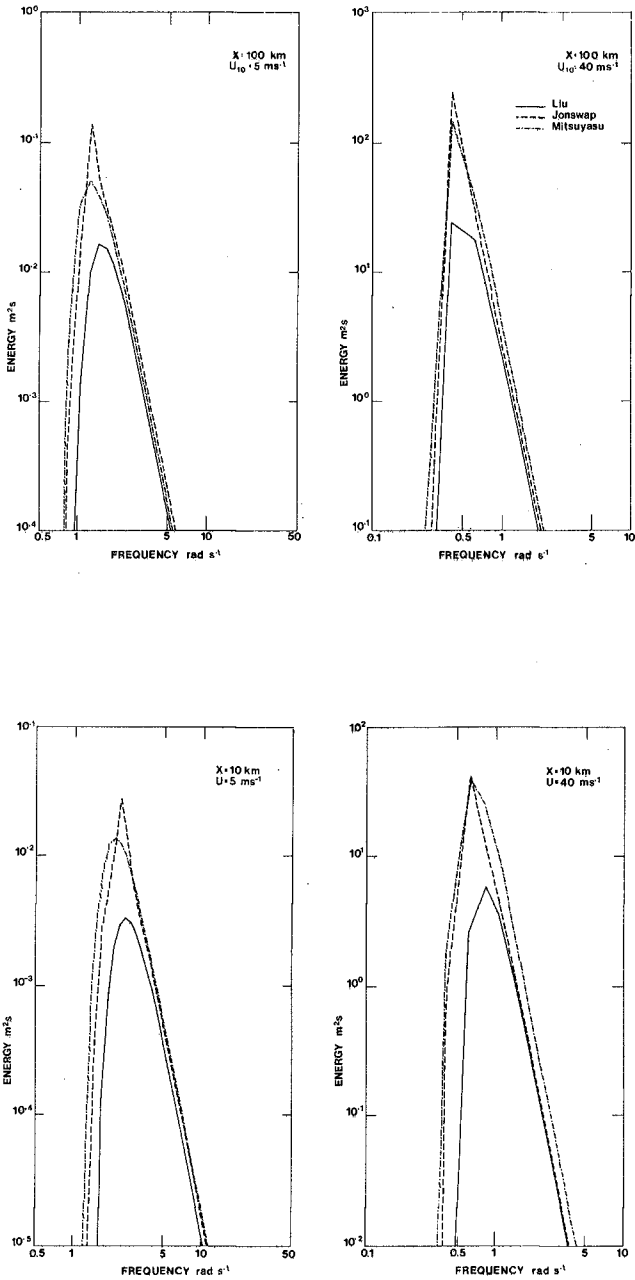 10⁰
X=100 km
U₁₀=5 ms⁻¹
10⁻¹
10⁻²
10⁻³
10⁻⁴
ENERGY m²s
0.5 1 5 10 50
FREQUENCY rad s⁻¹
10³
X=100 km
U₁₀=40 ms⁻¹
Liu
Jonswap
Mitsuyasu
10²
10¹
10⁰
10⁻¹
ENERGY m²s
0.1 0.5 1 5 10
FREQUENCY rad s⁻¹
10⁻¹
X=10 km
U=5 ms⁻¹
10⁻²
10⁻³
10⁻⁴
10⁻⁵
ENERGY m²s
0.5 1 5 10 50
FREQUENCY rad s⁻¹
10²
X=10 km
U=40 ms⁻¹
10¹
10⁰
10⁻¹
10⁻²
ENERGY m²s
0.1 0.5 1 5 10
FREQUENCY rad s⁻¹